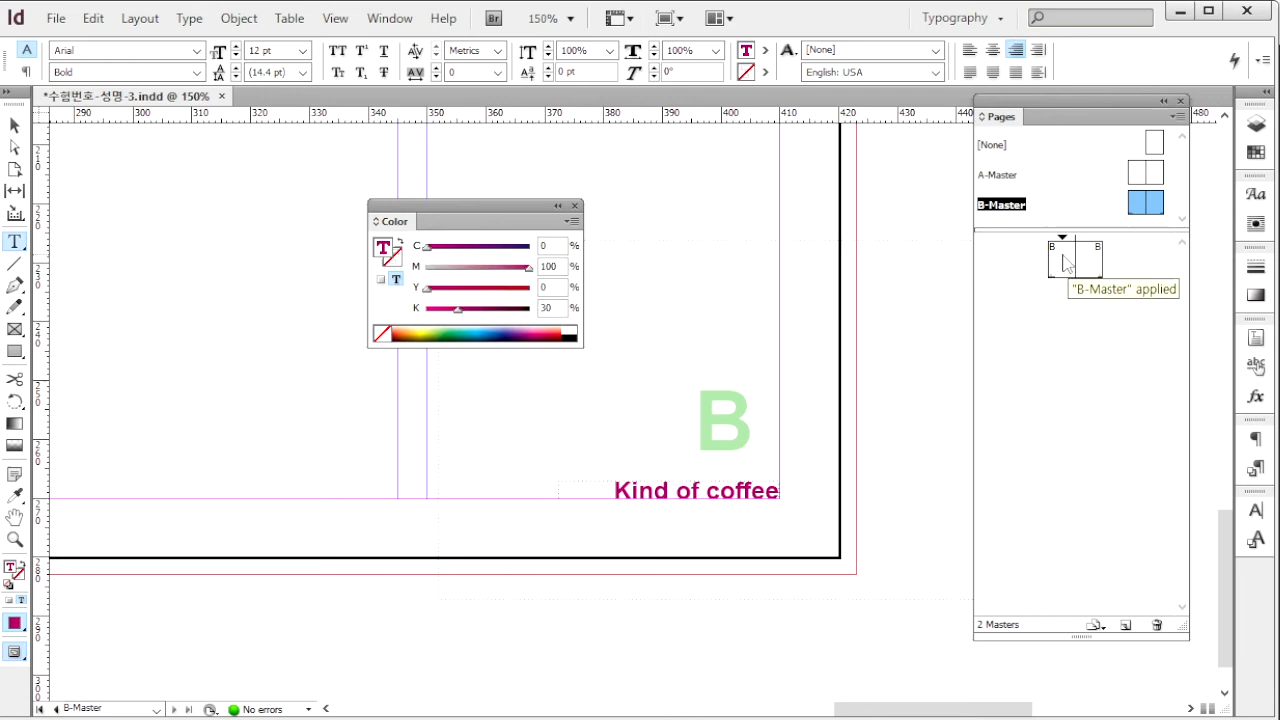 Id File Edit Layout Type Object Table View Window Help Br 150% Typography
A Arial 12 pt Metrics 100% 100% [None]
Bold (14.4 pt) 0 0 pt 0° English: USA
*수험번호-성명-3.indd @ 150% ×
290 300 310 320 330 340 350 360 370 380 390 400 410 420 430 440 480
Pages
[None]
A-Master
B-Master
B B
"B-Master" applied
Color
C 0 %
M 100 %
Y 0 %
K 30 %
B
Kind of coffee
2 Masters
B-Master No errors